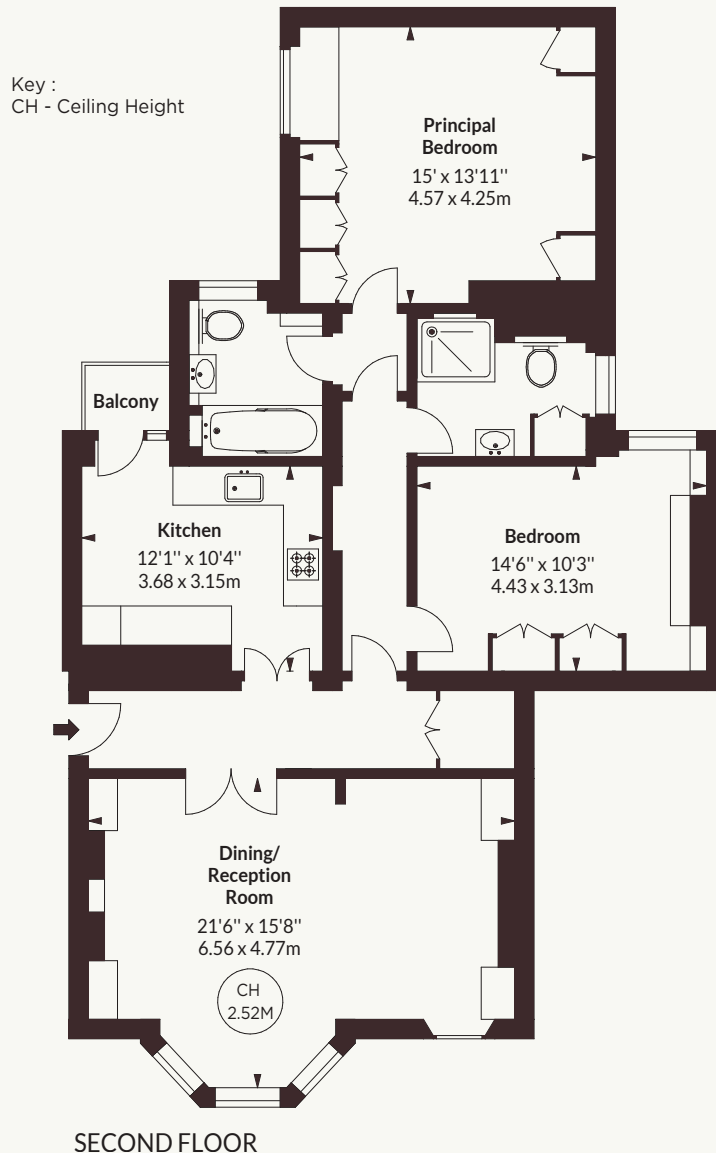 Key :
CH - Ceiling Height
Principal
Bedroom
15' x 13'11''
4.57 x 4.25m
Balcony
Kitchen
12'1'' x 10'4''
3.68 x 3.15m
Bedroom
14'6'' x 10'3''
4.43 x 3.13m
Dining/
Reception
Room
21'6'' x 15'8''
6.56 x 4.77m
CH
2.52M
SECOND FLOOR